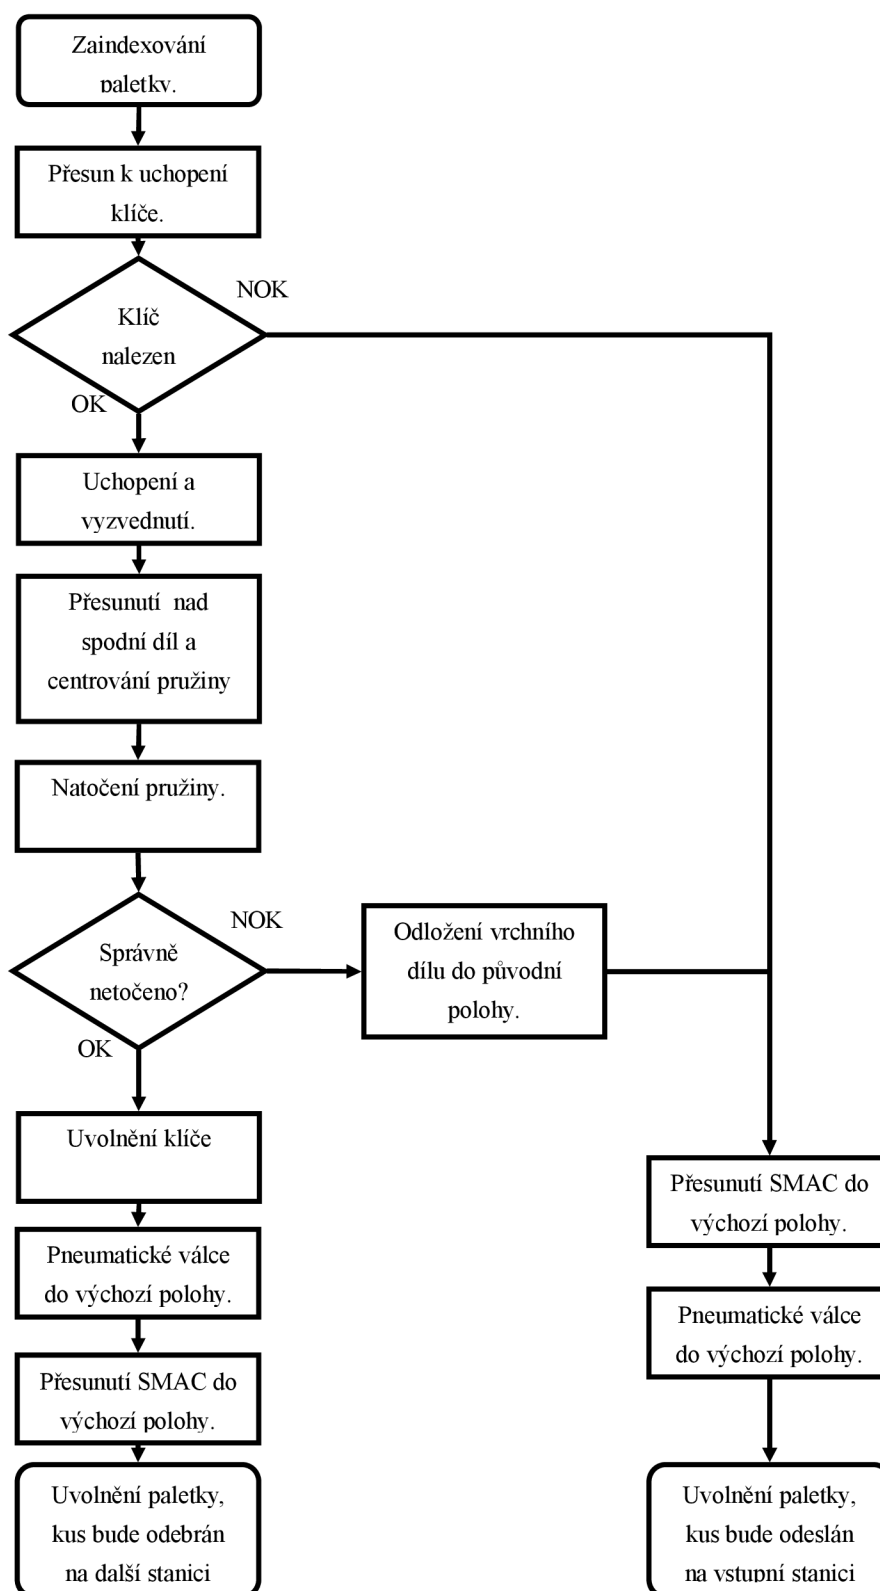 Zaindexování
paletky.
Přesun k uchopení
klíče.
NOK
Klíč
nalezen
OK
Uchopení a
vyzvednutí.
Přesunutí nad
spodní díl a
centrování pružiny
Natočení pružiny.
NOK
Správně
netočeno?
OK
Odložení vrchního
dílu do původní
polohy.
Uvolnění klíče
Pneumatické válce
do výchozí polohy.
Přesunutí SMAC do
výchozí polohy.
Uvolnění paletky,
kus bude odebrán
na další stanici
Přesunutí SMAC do
výchozí polohy.
Pneumatické válce
do výchozí polohy.
Uvolnění paletky,
kus bude odeslán
na vstupní stanici